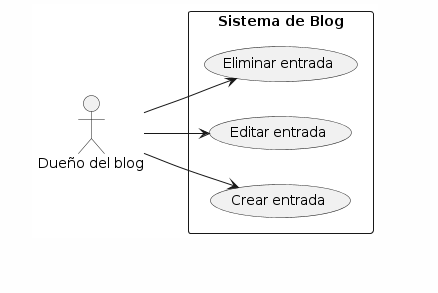 Sistema de Blog
Eliminar entrada
Editar entrada
Dueño del blog
Crear entrada